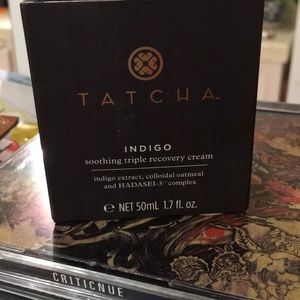 TATCHA.
INDIGO
soothing triple recovery cream
indigo extract, colloidal oatmeal
and HADASEI-3™ complex
℮ NET 50mL 1.7 fl. oz.
CRITICNUE